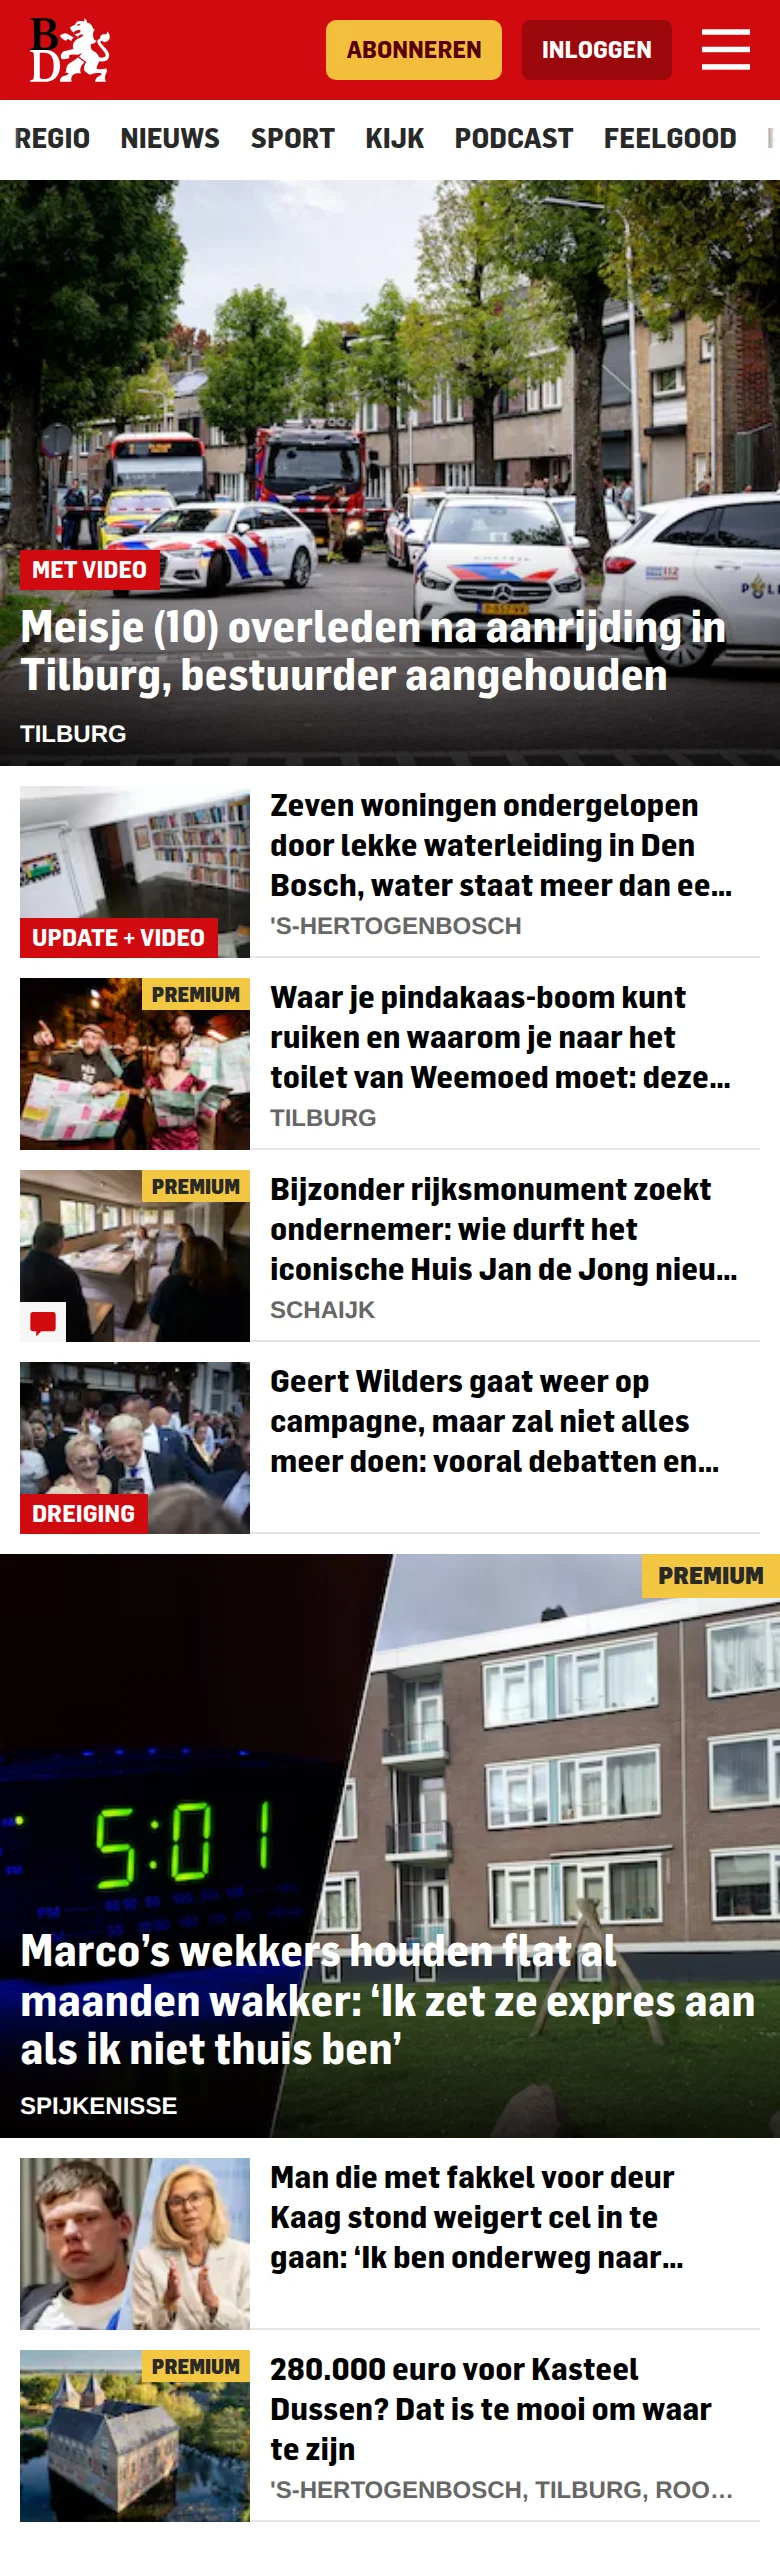 B
D
ABONNEREN
INLOGGEN
REGIO NIEUWS SPORT KIJK PODCAST FEELGOOD
MET VIDEO
Meisje (10) overleden na aanrijding in
Tilburg, bestuurder aangehouden
TILBURG
UPDATE + VIDEO
Zeven woningen ondergelopen
door lekke waterleiding in Den
Bosch, water staat meer dan ee...
'S-HERTOGENBOSCH
PREMIUM
Waar je pindakaas-boom kunt
ruiken en waarom je naar het
toilet van Weemoed moet: deze...
TILBURG
PREMIUM
Bijzonder rijksmonument zoekt
ondernemer: wie durft het
iconische Huis Jan de Jong nieu...
SCHAIJK
DREIGING
Geert Wilders gaat weer op
campagne, maar zal niet alles
meer doen: vooral debatten en...
PREMIUM
5:01
Marco’s wekkers houden flat al
maanden wakker: ‘Ik zet ze expres aan
als ik niet thuis ben’
SPIJKENISSE
Man die met fakkel voor deur
Kaag stond weigert cel in te
gaan: ‘Ik ben onderweg naar...
PREMIUM
280.000 euro voor Kasteel
Dussen? Dat is te mooi om waar
te zijn
'S-HERTOGENBOSCH, TILBURG, ROO...